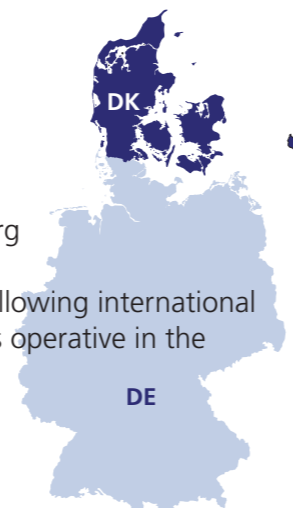 DK
rg
llowing international
s operative in the
DE